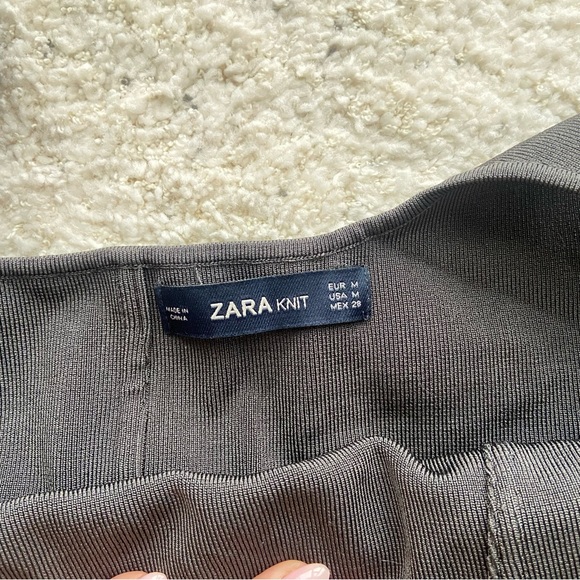 MADE IN
CHINA
ZARA KNIT
EUR M
USA M
MEX 28